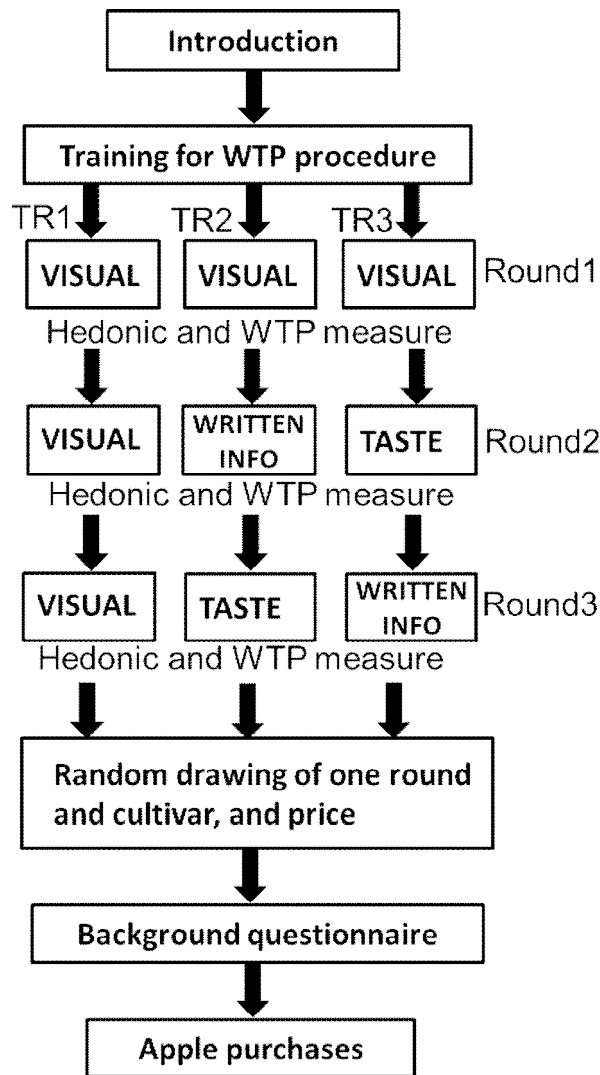 Introduction
Training for WTP procedure
TR1 TR2 TR3
VISUAL VISUAL VISUAL Round1
Hedonic and WTP measure
VISUAL WRITTEN INFO TASTE Round2
Hedonic and WTP measure
VISUAL TASTE WRITTEN INFO Round3
Hedonic and WTP measure
Random drawing of one round
and cultivar, and price
Background questionnaire
Apple purchases